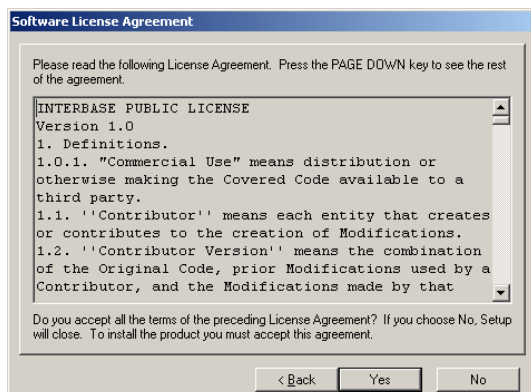 Software License Agreement
Please read the following License Agreement. Press the PAGE DOWN key to see the rest
of the agreement.
INTERBASE PUBLIC LICENSE
Version 1.0
1. Definitions.
1.0.1. "Commercial Use" means distribution or
otherwise making the Covered Code available to a
third party.
1.1. ''Contributor'' means each entity that creates
or contributes to the creation of Modifications.
1.2. ''Contributor Version'' means the combination
of the Original Code, prior Modifications used by a
Contributor, and the Modifications made by that
Do you accept all the terms of the preceding License Agreement? If you choose No, Setup
will close. To install the product you must accept this agreement.
< Back Yes No